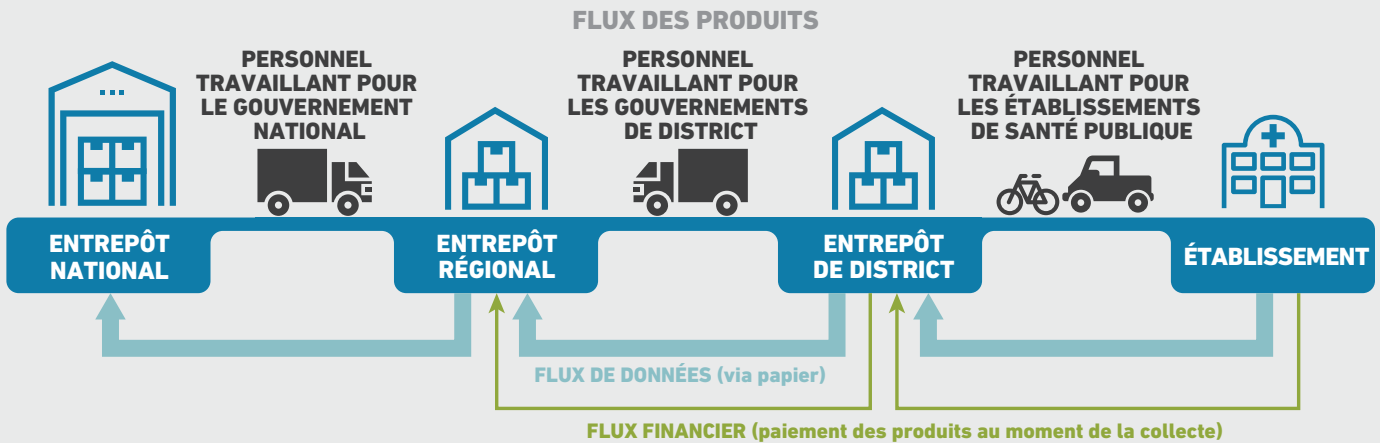 FLUX DES PRODUITS
PERSONNEL
TRAVAILLANT POUR
LE GOUVERNEMENT
NATIONAL
PERSONNEL
TRAVAILLANT POUR
LES GOUVERNEMENTS
DE DISTRICT
PERSONNEL
TRAVAILLANT POUR
LES ÉTABLISSEMENTS
DE SANTÉ PUBLIQUE
ENTREPÔT
NATIONAL
ENTREPÔT
RÉGIONAL
ENTREPÔT
DE DISTRICT
ÉTABLISSEMENT
FLUX DE DONNÉES (via papier)
FLUX FINANCIER (paiement des produits au moment de la collecte)